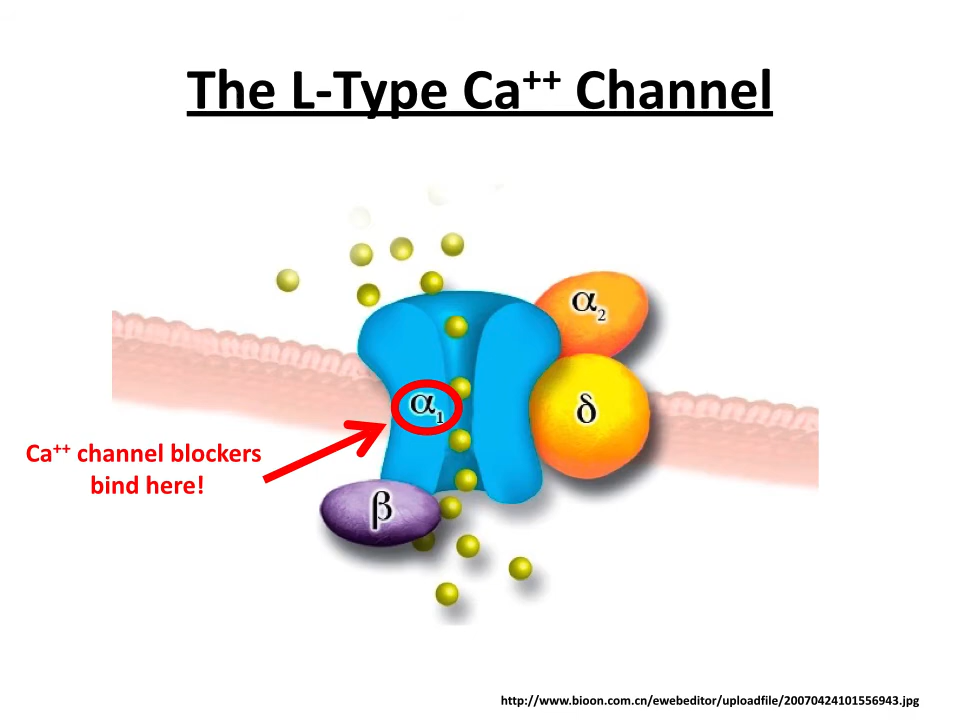 The L-Type Ca⁺⁺ Channel
α₂
α₁
δ
Ca⁺⁺ channel blockers
bind here!
β
http://www.bioon.com.cn/ewebeditor/uploadfile/20070424101556943.jpg